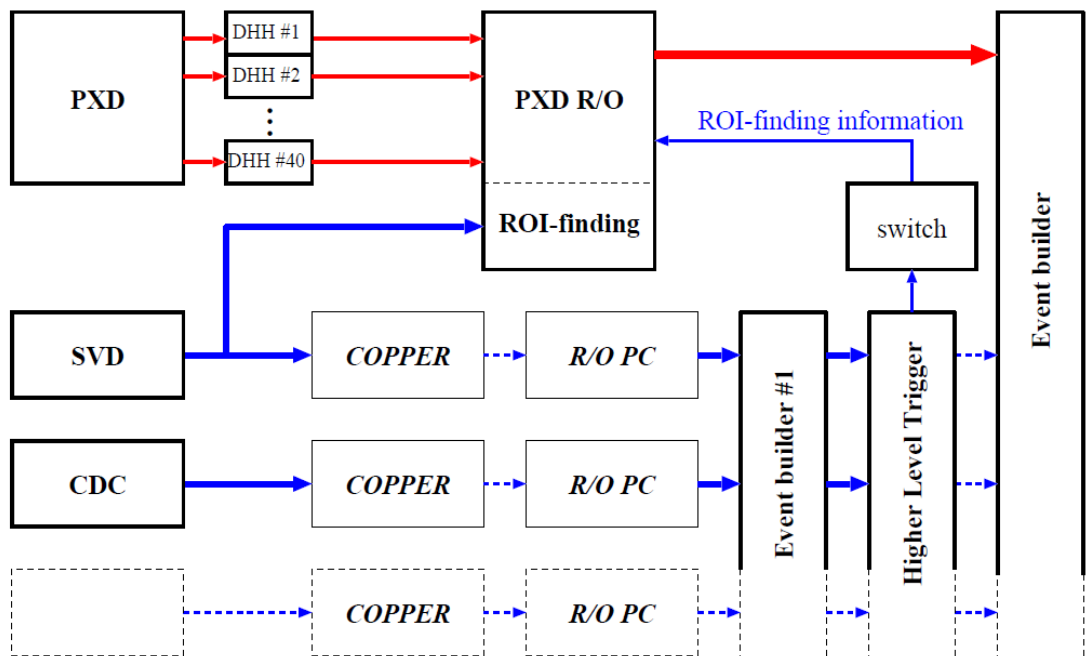 DHH #1
DHH #2
PXD
PXD R/O
ROI-finding information
DHH #40
ROI-finding
switch
Event builder
SVD
COPPER
R/O PC
Event builder #1
Higher Level Trigger
CDC
COPPER
R/O PC
COPPER
R/O PC